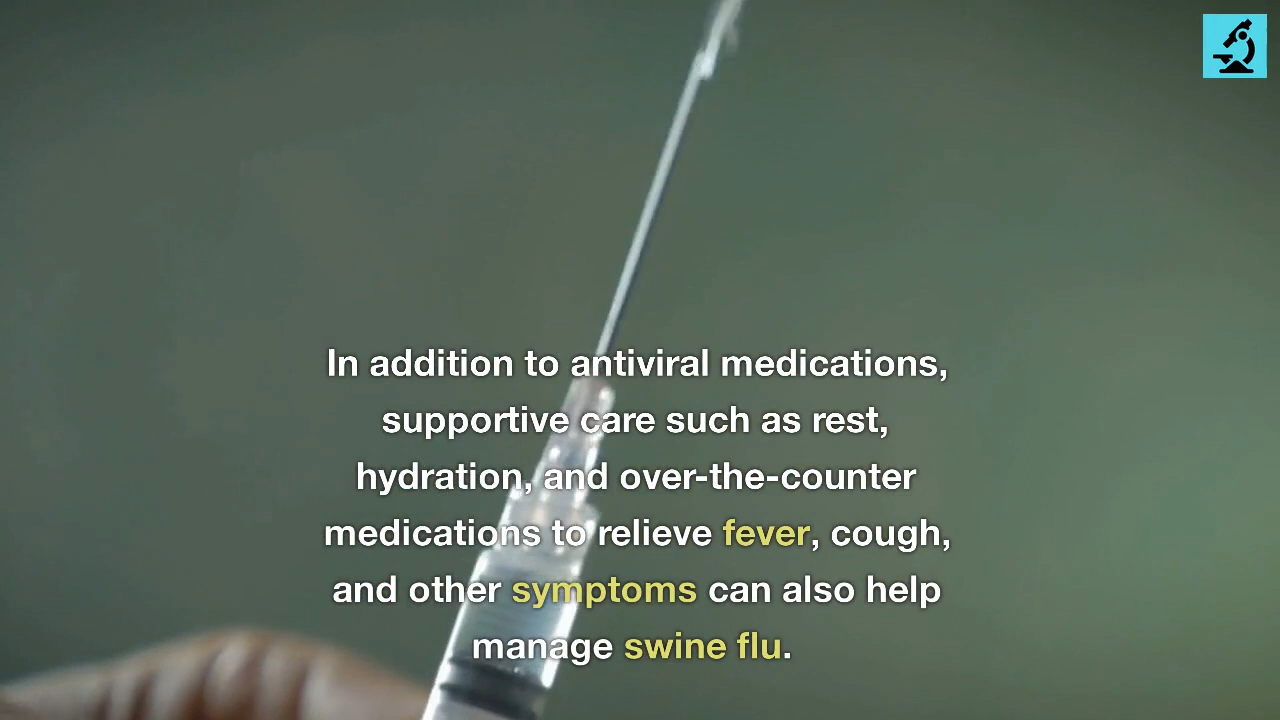 In addition to antiviral medications,
supportive care such as rest,
hydration, and over-the-counter
medications to relieve fever, cough,
and other symptoms can also help
manage swine flu.